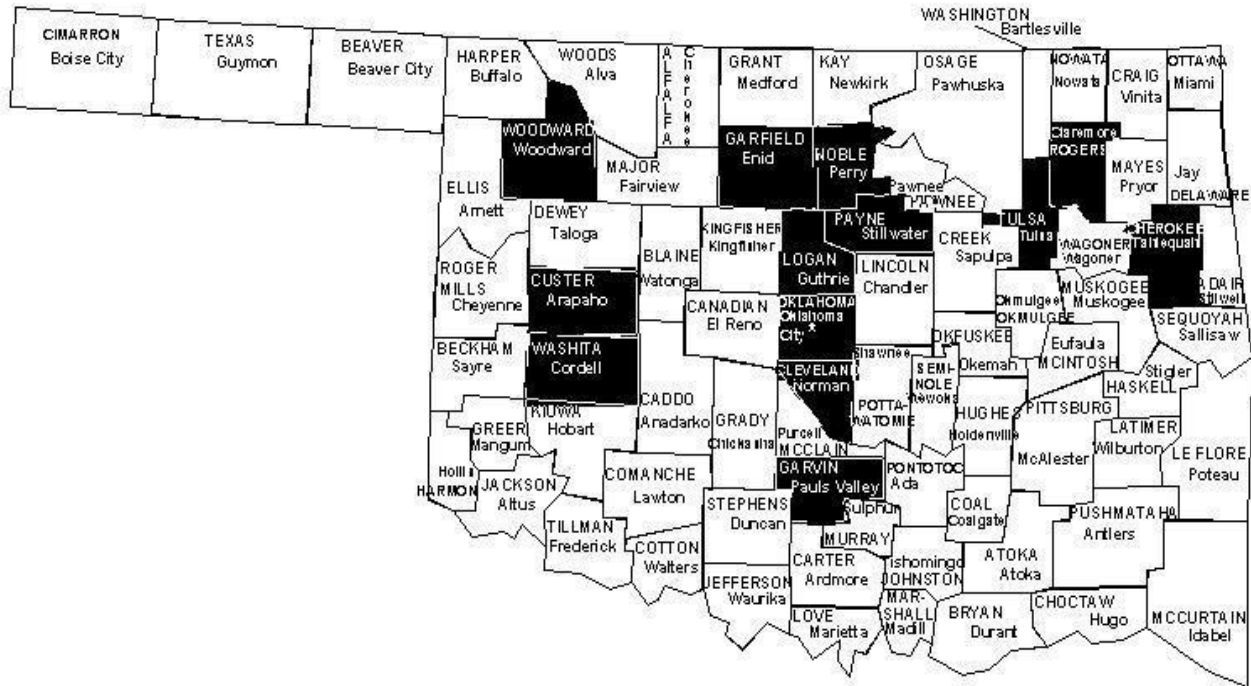 WASHINGTON
Bartlesville
CIMARRON
Boise City
TEXAS
Guymon
BEAVER
Beaver City
HARPER
Buffalo
WOODS
Alva
ALFALFA
Cherokee
GRANT
Medford
KAY
Newkirk
OSAGE
Pawhuska
NOWATA
Nowata
CRAIG
Vinita
OTTAWA
Miami
WOODWARD
Woodward
MAJOR
Fairview
GARFIELD
Enid
NOBLE
Perry
Pawnee
PAWNEE
Claremore
ROGERS
MAYES
Pryor
Jay
DELAWARE
ELLIS
Arnett
DEWEY
Taloga
BLAINE
Watonga
KINGFISHER
Kingfisher
LOGAN
Guthrie
PAYNE
Stillwater
CREEK
Sapulpa
TULSA
Tulsa
WAGONER
Wagoner
CHEROKEE
Tahlequah
ADAIR
Stilwell
ROGER
MILLS
Cheyenne
CUSTER
Arapaho
CANADIAN
El Reno
OKLAHOMA
Oklahoma
City *
LINCOLN
Chandler
Okmulgee
OKMULGEE
MUSKOGEE
Muskogee
SEQUOYAH
Sallisaw
BECKHAM
Sayre
WASHITA
Cordell
CADDO
Anadarko
GRADY
Chickasha
CLEVELAND
Norman
Shawnee
POTTA-
WATOMIE
SEMI-
NOLE
Wewoka
OKFUSKEE
Okemah
Eufaula
MCINTOSH
Stigler
HASKELL
HUGHES
Holdenville
PITTSBURG
McAlester
LATIMER
Wilburton
LE FLORE
Poteau
GREER
Mangum
KIOWA
Hobart
Hollis
HARMON
JACKSON
Altus
COMANCHE
Lawton
Purcell
MCCLAIN
GARVIN
Pauls Valley
PONTOTOC
Ada
COAL
Coalgate
PUSHMATAHA
Antlers
TILLMAN
Frederick
COTTON
Walters
STEPHENS
Duncan
Sulphur
MURRAY
CARTER
Ardmore
Tishomingo
JOHNSTON
ATOKA
Atoka
JEFFERSON
Waurika
LOVE
Marietta
MAR-
SHALL
Madill
BRYAN
Durant
CHOCTAW
Hugo
MCCURTAIN
Idabel